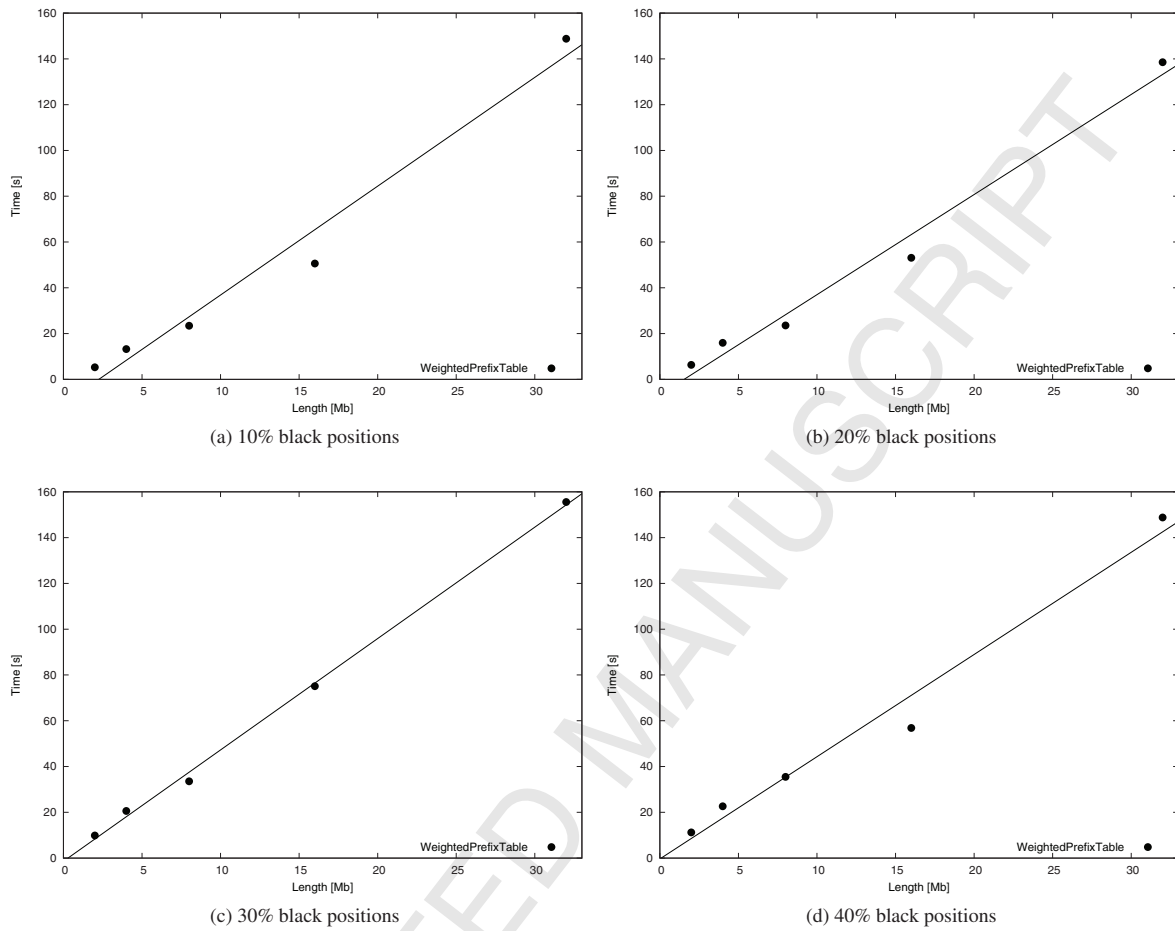 160
140
120
100
80
60
40
20
0
Time [s]
WeightedPrefixTable
0 5 10 15 20 25 30
Length [Mb]
(a) 10% black positions
160
140
120
100
80
60
40
20
0
Time [s]
WeightedPrefixTable
0 5 10 15 20 25 30
Length [Mb]
(b) 20% black positions
160
140
120
100
80
60
40
20
0
Time [s]
WeightedPrefixTable
0 5 10 15 20 25 30
Length [Mb]
(c) 30% black positions
160
140
120
100
80
60
40
20
0
Time [s]
WeightedPrefixTable
0 5 10 15 20 25 30
Length [Mb]
(d) 40% black positions
TED MANUSCRIPT